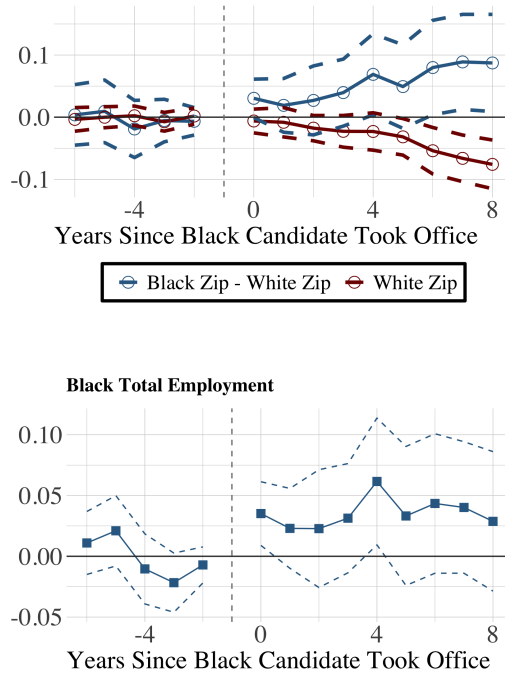 0.1
0.0
-0.1
-4 0 4 8
Years Since Black Candidate Took Office
Black Zip - White Zip White Zip
Black Total Employment
0.10
0.05
0.00
-0.05
-4 0 4 8
Years Since Black Candidate Took Office